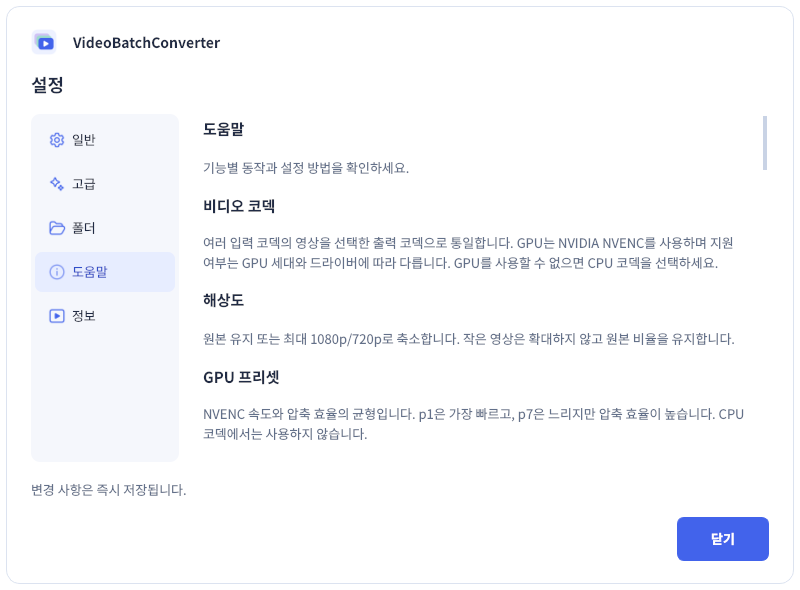 VideoBatchConverter
설정
일반
고급
폴더
도움말
정보
도움말
기능별 동작과 설정 방법을 확인하세요.
비디오 코덱
여러 입력 코덱의 영상을 선택한 출력 코덱으로 통일합니다. GPU는 NVIDIA NVENC를 사용하며 지원
여부는 GPU 세대와 드라이버에 따라 다릅니다. GPU를 사용할 수 없으면 CPU 코덱을 선택하세요.
해상도
원본 유지 또는 최대 1080p/720p로 축소합니다. 작은 영상은 확대하지 않고 원본 비율을 유지합니다.
GPU 프리셋
NVENC 속도와 압축 효율의 균형입니다. p1은 가장 빠르고, p7은 느리지만 압축 효율이 높습니다. CPU
코덱에서는 사용하지 않습니다.
변경 사항은 즉시 저장됩니다.
닫기